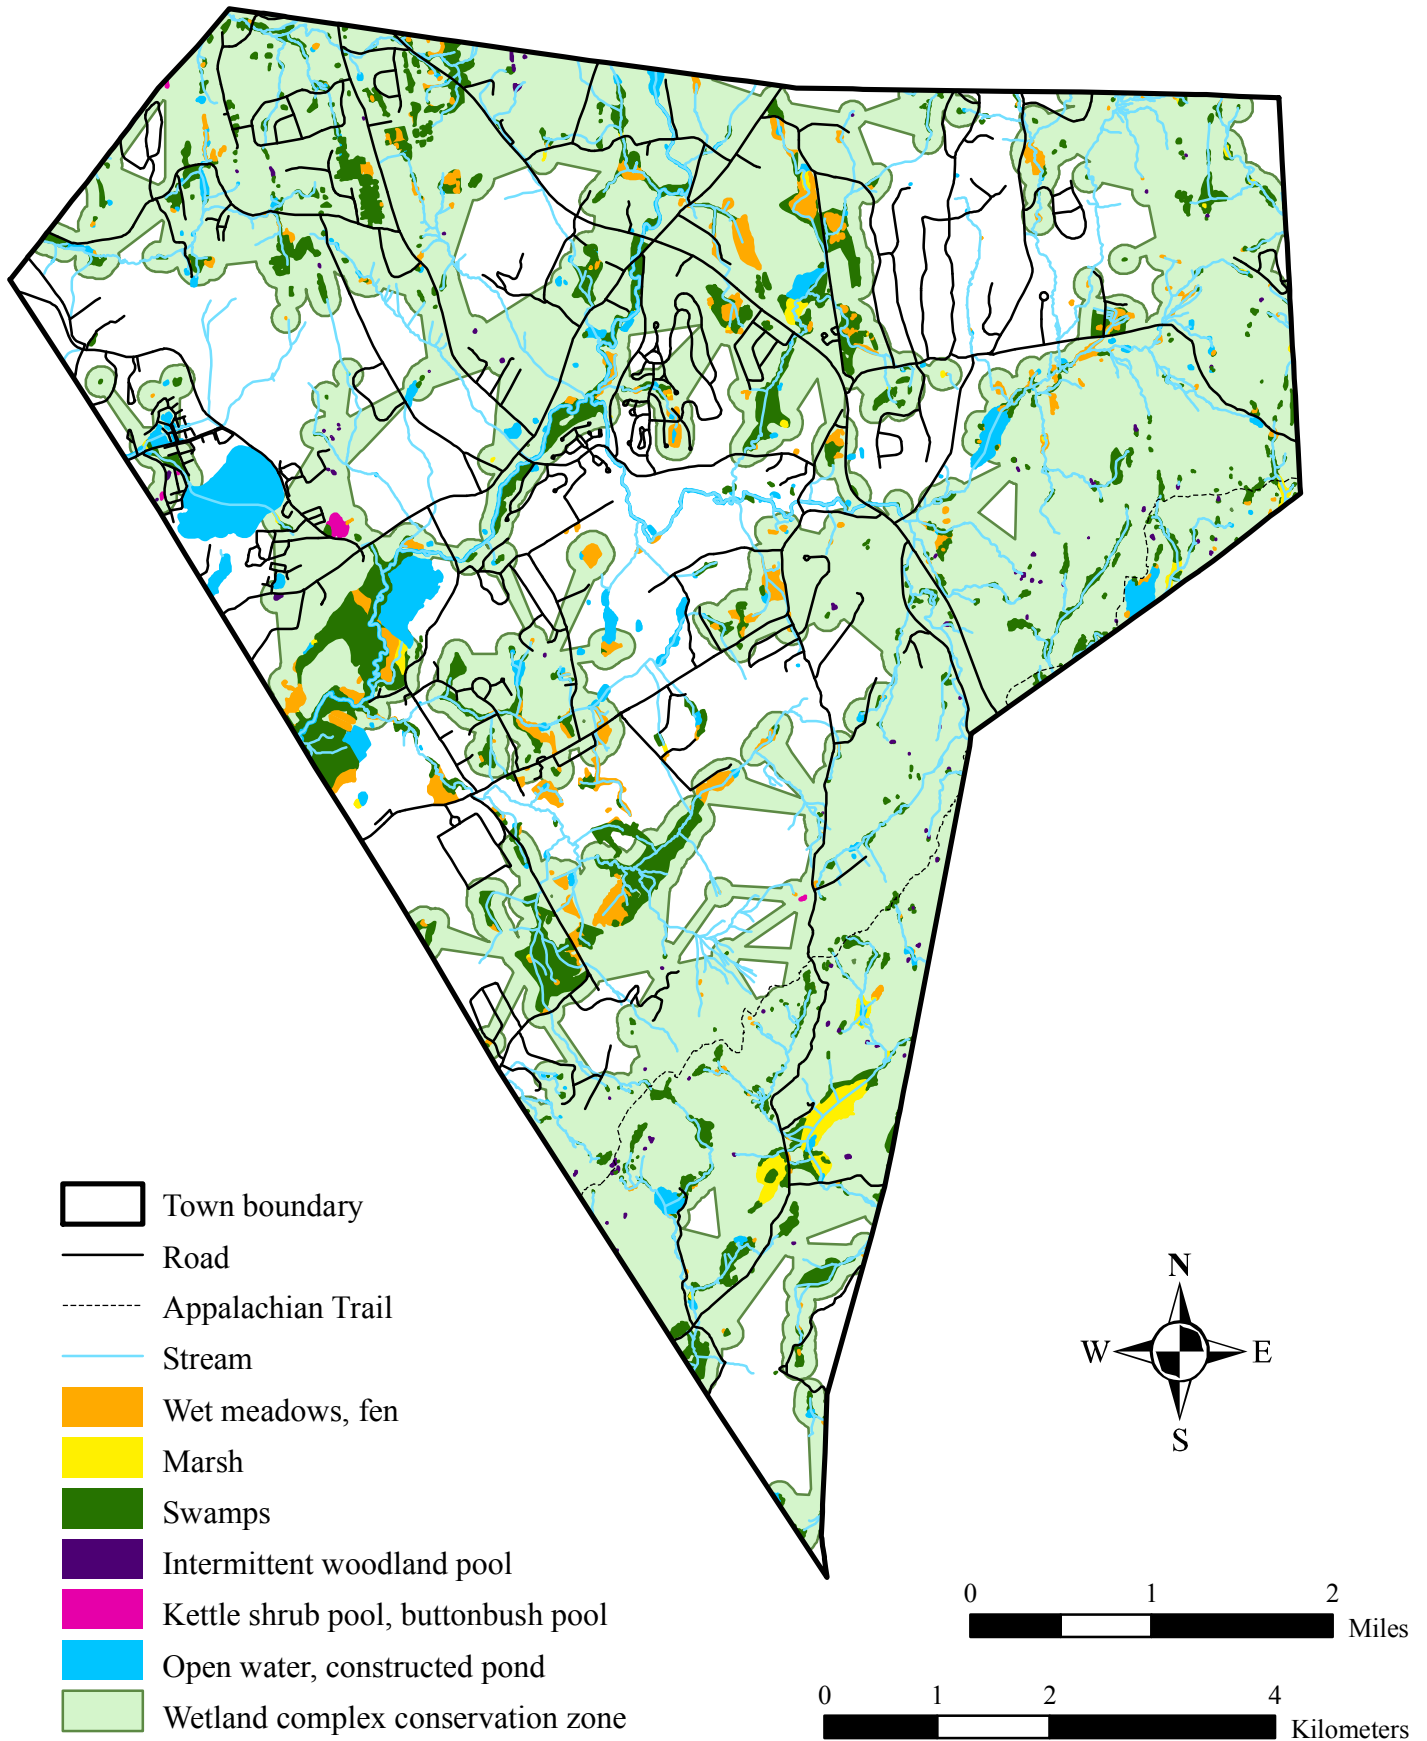 Town boundary
Road
Appalachian Trail
Stream
Wet meadows, fen
Marsh
Swamps
Intermittent woodland pool
Kettle shrub pool, buttonbush pool
Open water, constructed pond
Wetland complex conservation zone
N
W E
S
0 1 2
Miles
0 1 2 4
Kilometers